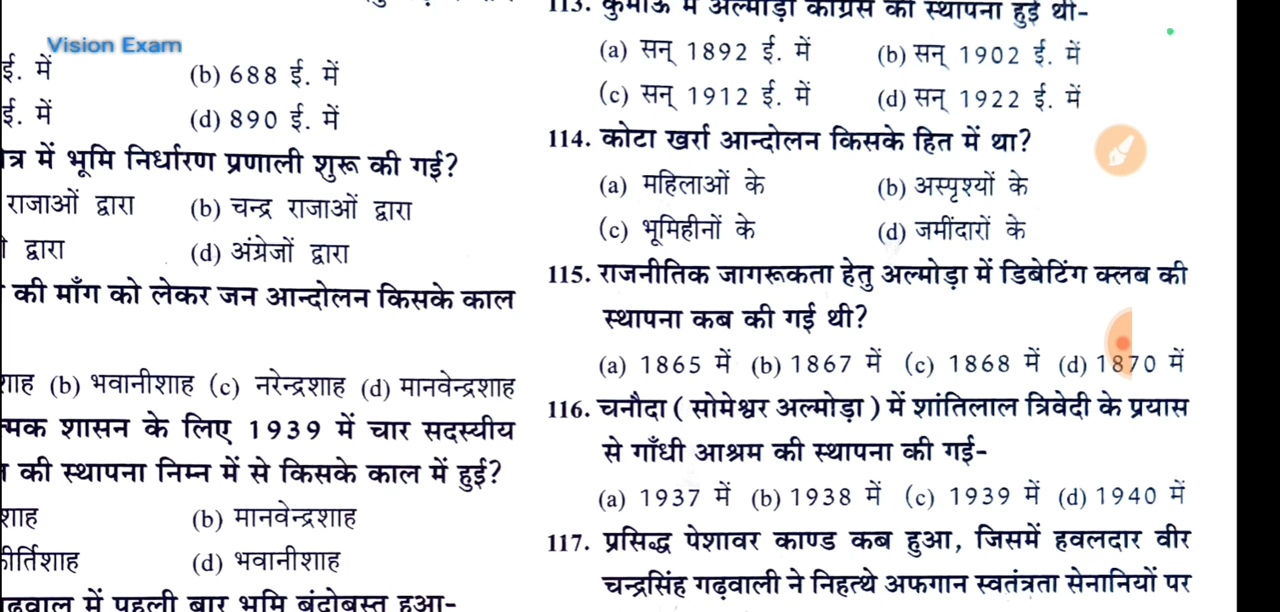 Vision Exam
ई. में (b) 688 ई. में
ई. में (d) 890 ई. में
में भूमि निर्धारण प्रणाली शुरू की गई?
राजाओं द्वारा (b) चन्द्र राजाओं द्वारा
द्वारा (d) अंग्रेजों द्वारा
की माँग को लेकर जन आन्दोलन किसके काल
(b) भवानीशाह (c) नरेन्द्रशाह (d) मानवेन्द्रशाह
शासन के लिए 1939 में चार सदस्यीय
की स्थापना निम्न में से किसके काल में हुई?
शाह (b) मानवेन्द्रशाह
कीर्तिशाह (d) भवानीशाह
में पहली बार भूमि बंदोबस्त हुआ-
113. कुमाऊँ में अल्मोड़ा कांग्रेस की स्थापना हुई थी-
(a) सन् 1892 ई. में (b) सन् 1902 ई. में
(c) सन् 1912 ई. में (d) सन् 1922 ई. में
114. कोटा खर्रा आन्दोलन किसके हित में था?
(a) महिलाओं के (b) अस्पृश्यों के
(c) भूमिहीनों के (d) जमींदारों के
115. राजनीतिक जागरूकता हेतु अल्मोड़ा में डिबेटिंग क्लब की
स्थापना कब की गई थी?
(a) 1865 में (b) 1867 में (c) 1868 में (d) 1870 में
116. चनौदा ( सोमेश्वर अल्मोड़ा ) में शांतिलाल त्रिवेदी के प्रयास
से गाँधी आश्रम की स्थापना की गई-
(a) 1937 में (b) 1938 में (c) 1939 में (d) 1940 में
117. प्रसिद्ध पेशावर काण्ड कब हुआ, जिसमें हवलदार वीर
चन्द्रसिंह गढ़वाली ने निहत्थे अफगान स्वतंत्रता सेनानियों पर